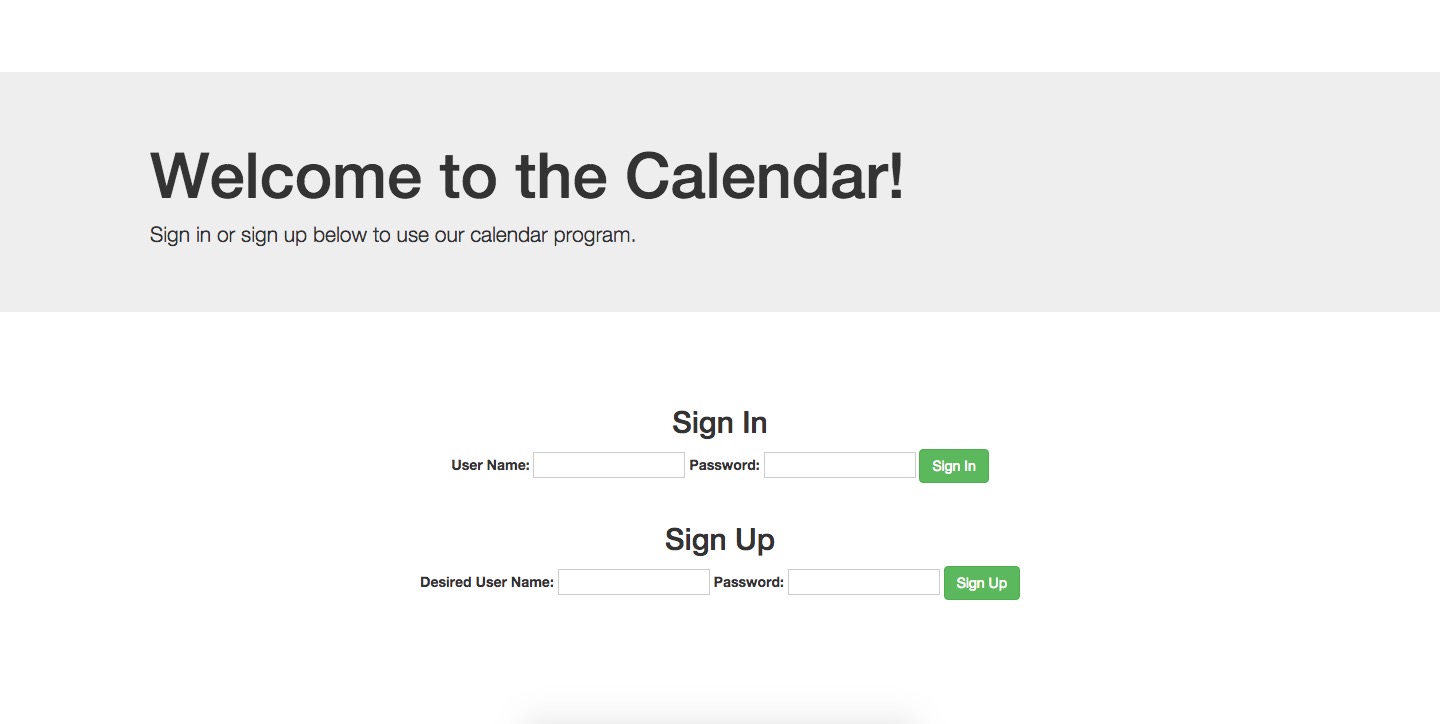 Welcome to the Calendar!
Sign in or sign up below to use our calendar program.
Sign In
User Name: Password: Sign In
Sign Up
Desired User Name: Password: Sign Up